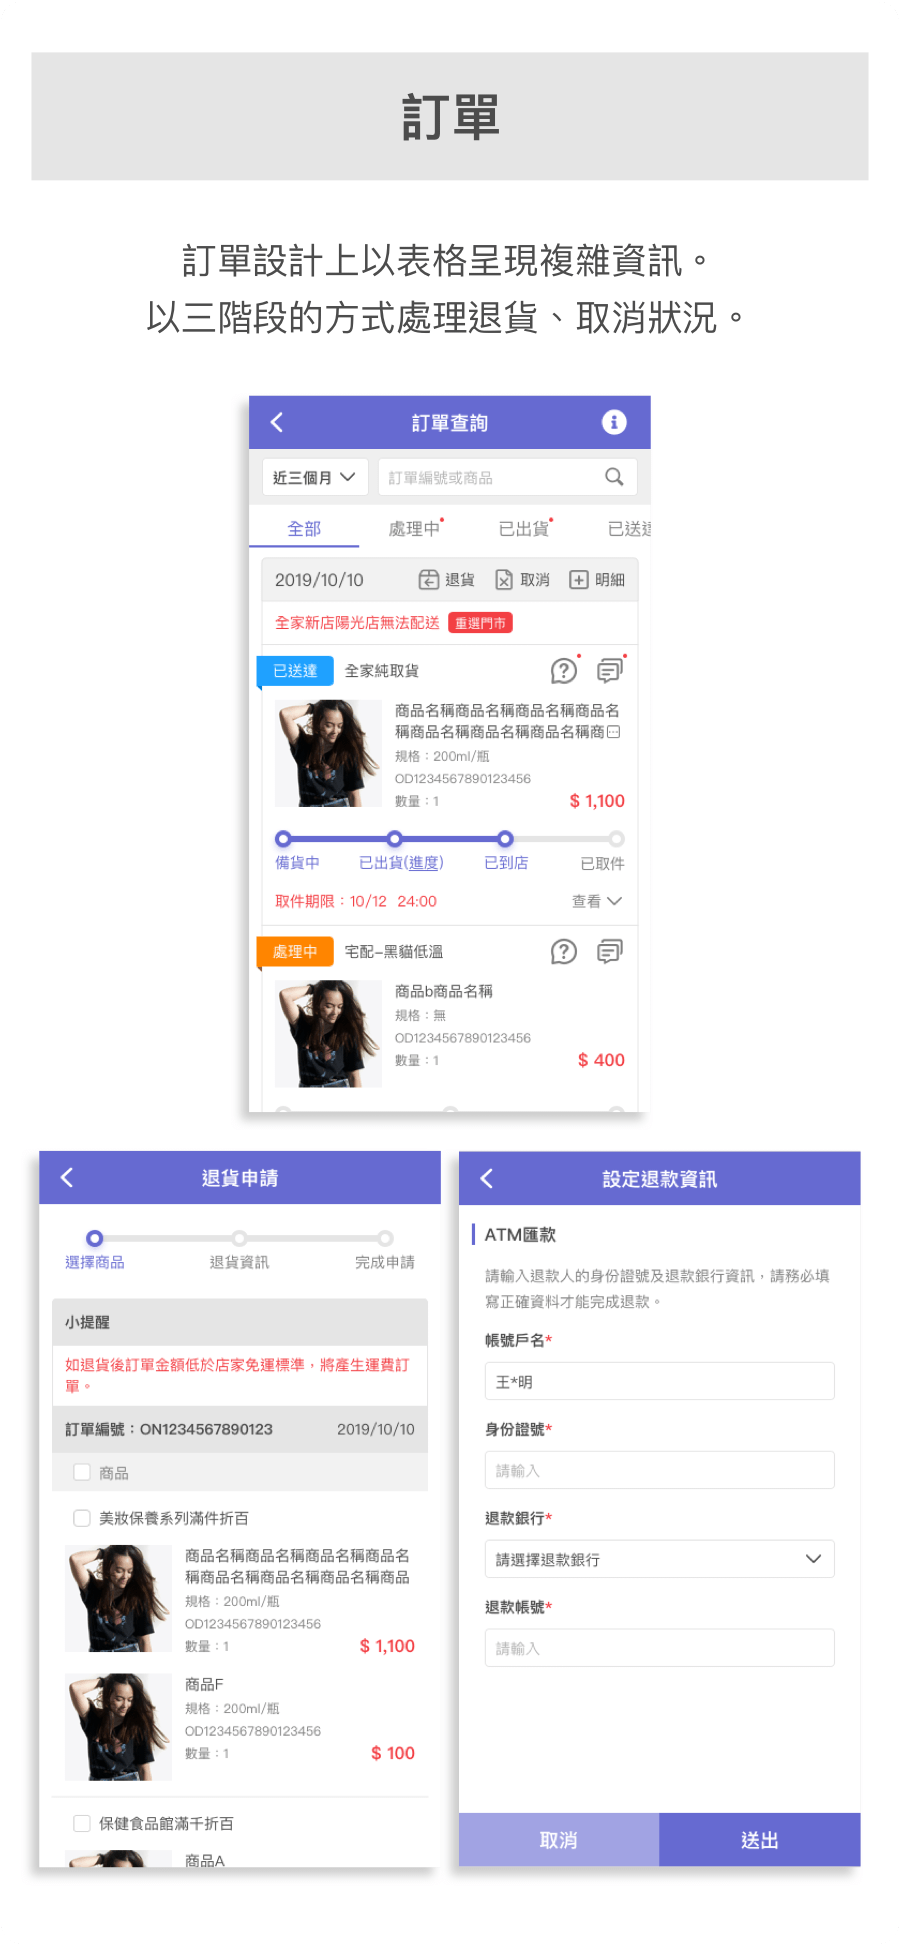 訂單
訂單設計上以表格呈現複雜資訊。
以三階段的方式處理退貨、取消狀況。
訂單查詢
近三個月
訂單編號或商品
全部 處理中 已出貨 已送達
2019/10/10 退貨 取消 明細
全家新店陽光店無法配送 重選門市
已送達 全家純取貨
商品名稱商品名稱商品名稱商品名
稱商品名稱商品名稱商品名稱商
規格：200ml/瓶
OD1234567890123456
數量：1 $ 1,100
備貨中 已出貨(進度) 已到店 已取件
取件期限：10/12 24:00 查看
處理中 宅配–黑貓低溫
商品b商品名稱
規格：無
OD1234567890123456
數量：1 $ 400
退貨申請
選擇商品 退貨資訊 完成申請
小提醒
如退貨後訂單金額低於店家免運標準，將產生運費訂
單。
訂單編號：ON1234567890123 2019/10/10
商品
美妝保養系列滿件折百
商品名稱商品名稱商品名稱商品名
稱商品名稱商品名稱商品名稱商品
規格：200ml/瓶
OD1234567890123456
數量：1 $ 1,100
商品F
規格：200ml/瓶
OD1234567890123456
數量：1 $ 100
保健食品館滿千折百
商品A
設定退款資訊
ATM匯款
請輸入退款人的身份證號及退款銀行資訊，請務必填
寫正確資料才能完成退款。
帳號戶名*
王*明
身份證號*
請輸入
退款銀行*
請選擇退款銀行
退款帳號*
請輸入
取消 送出